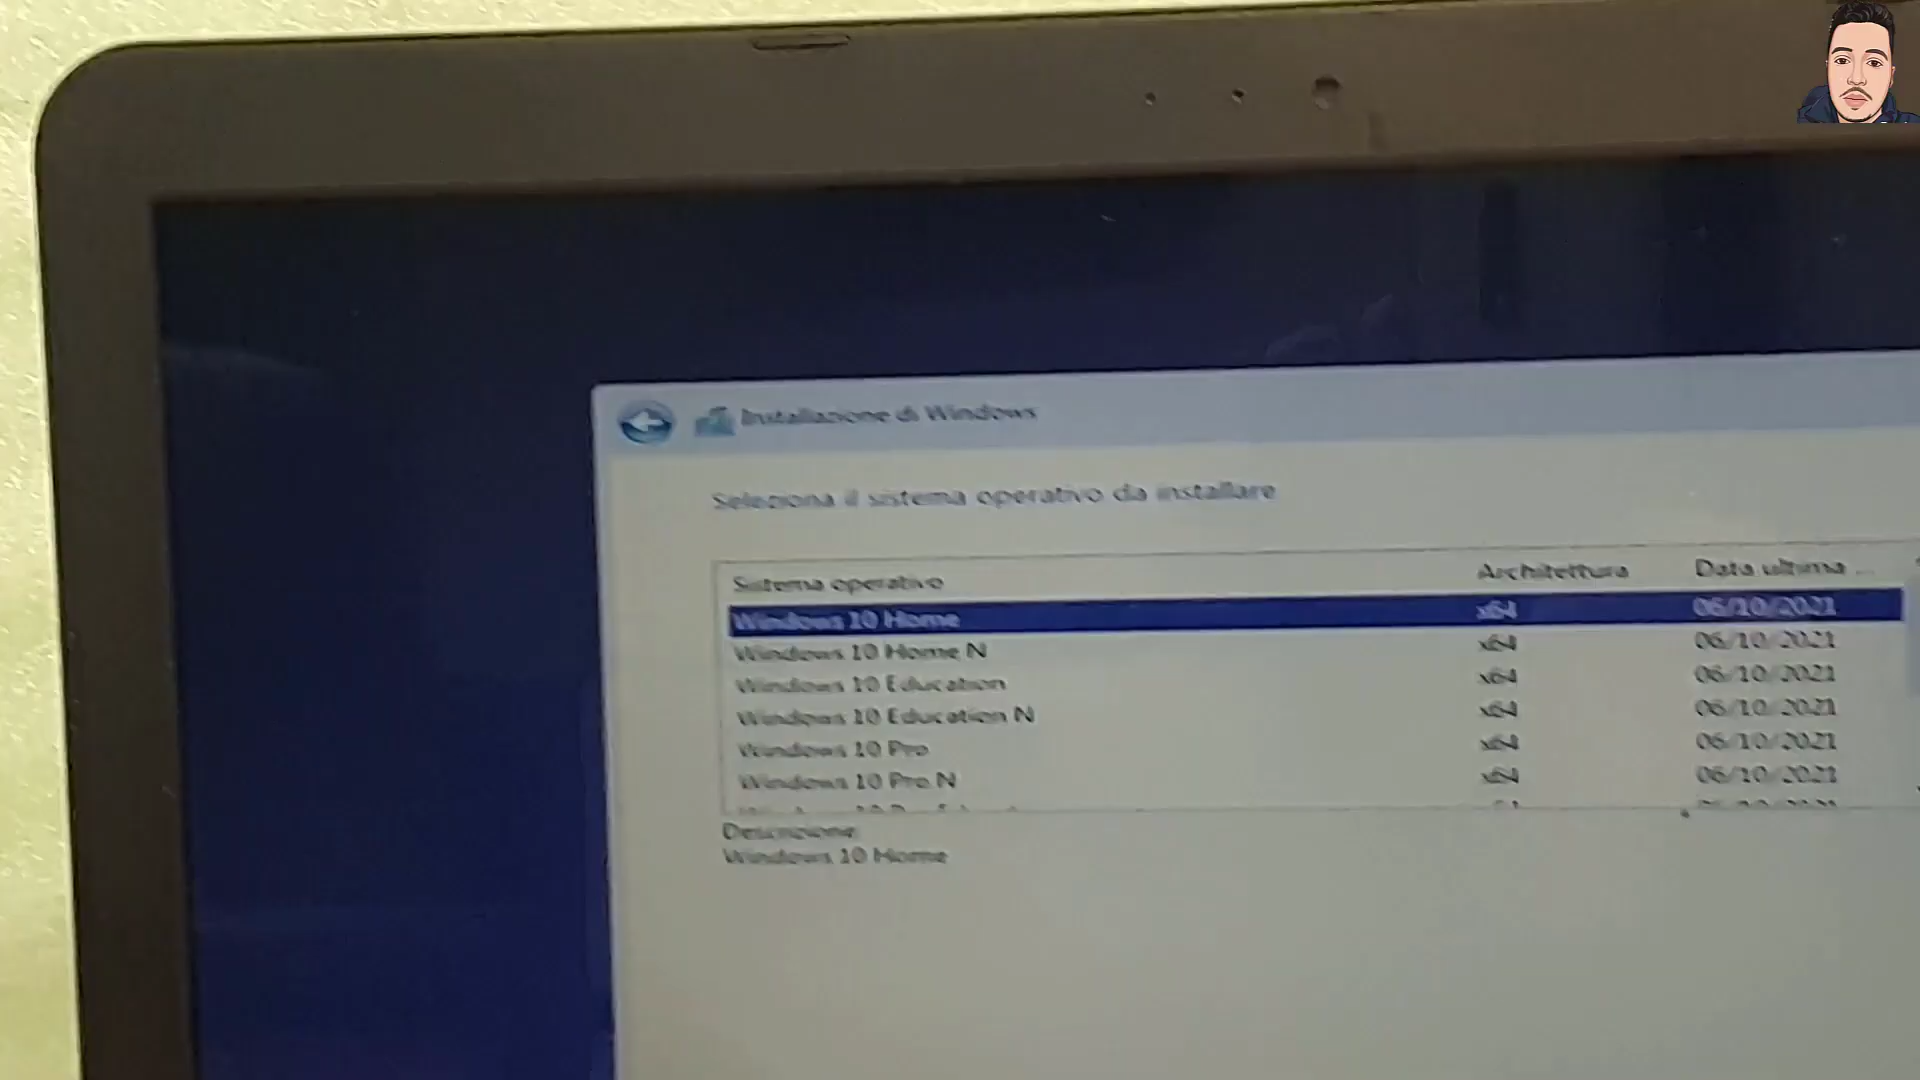 Installazione di Windows
Seleziona il sistema operativo da installare
Sistema operativo Architettura Data ultima ...
Windows 10 Home x64 06/10/2021
Windows 10 Home N x64 06/10/2021
Windows 10 Education x64 06/10/2021
Windows 10 Education N x64 06/10/2021
Windows 10 Pro x64 06/10/2021
Windows 10 Pro N x64 06/10/2021
Descrizione:
Windows 10 Home